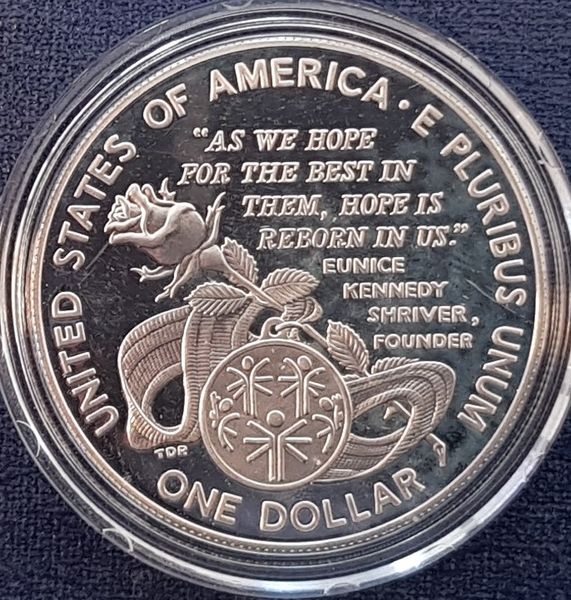 UNITED STATES OF AMERICA · E PLURIBUS UNUM
“AS WE HOPE
FOR THE BEST IN
THEM, HOPE IS
REBORN IN US.”
EUNICE
KENNEDY
SHRIVER,
FOUNDER
TDR
ONE DOLLAR